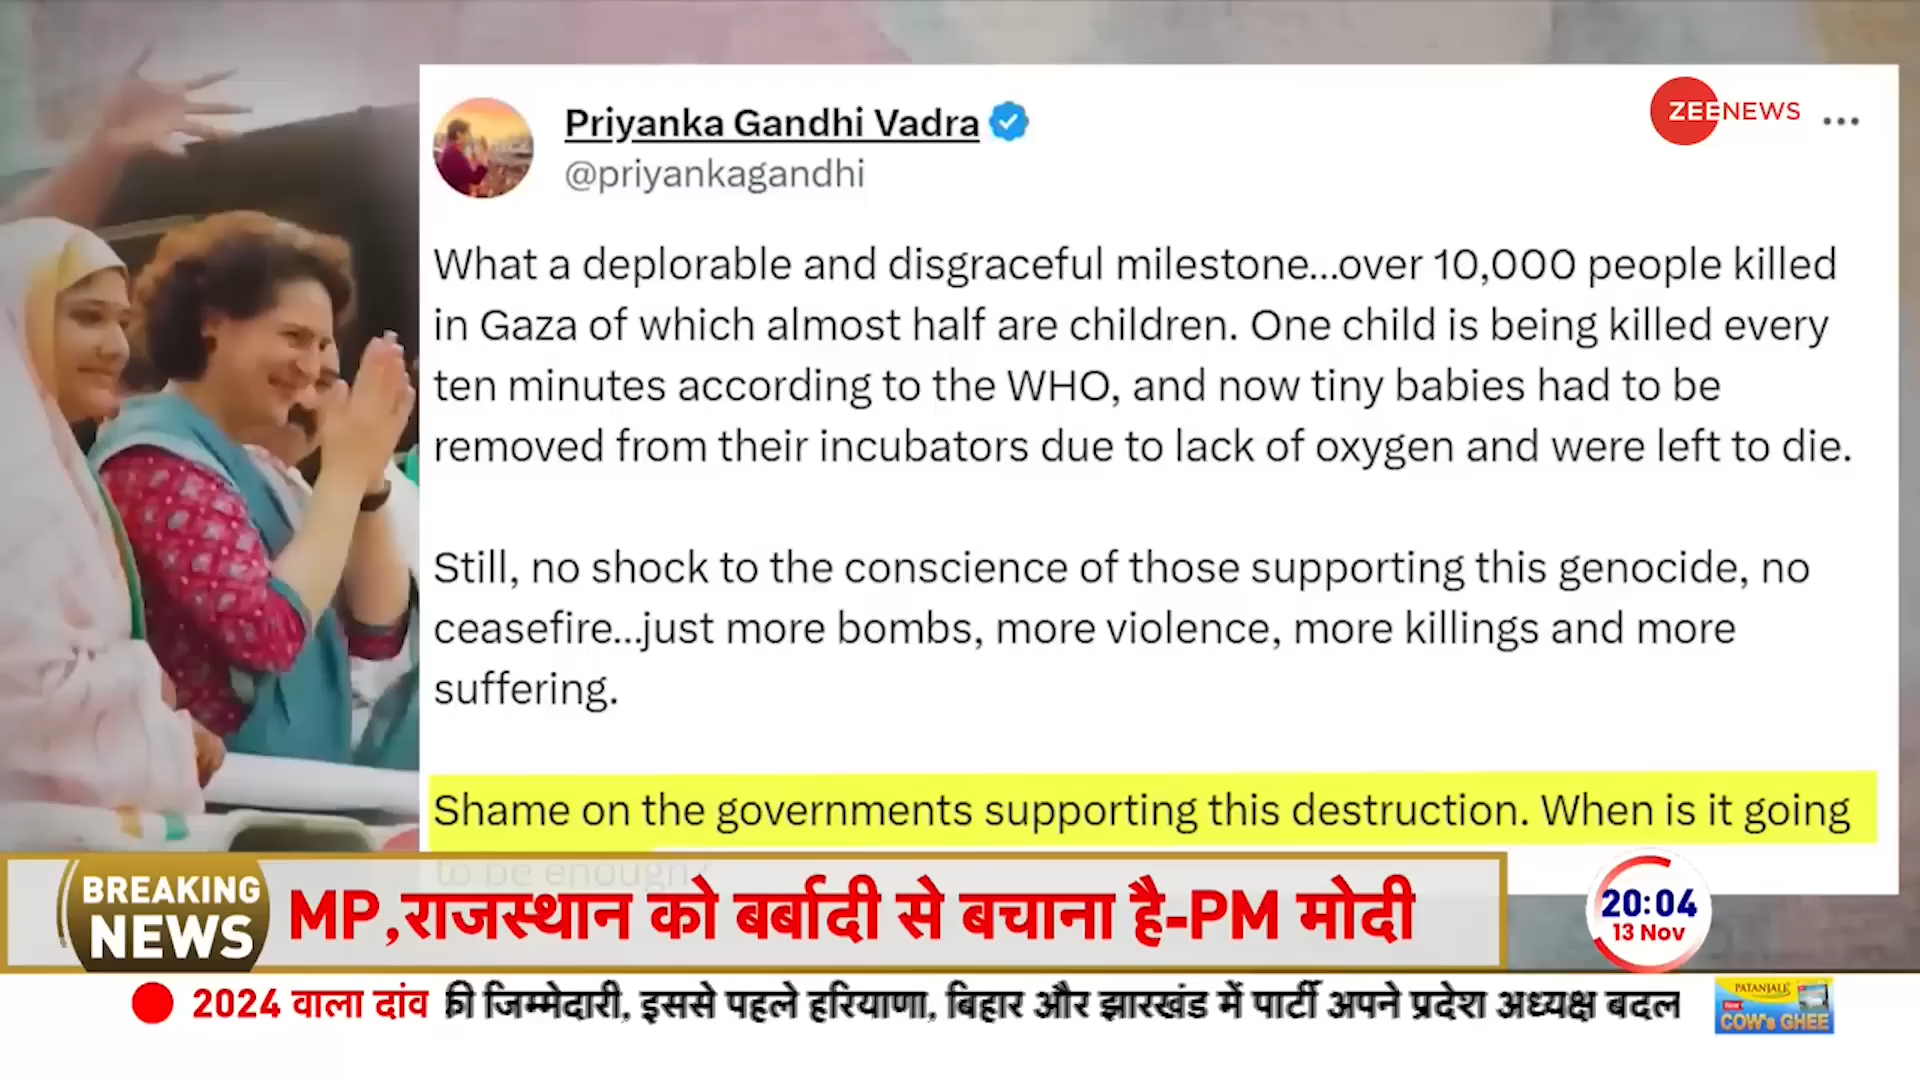 Priyanka Gandhi Vadra
@priyankagandhi
ZEENEWS
What a deplorable and disgraceful milestone...over 10,000 people killed
in Gaza of which almost half are children. One child is being killed every
ten minutes according to the WHO, and now tiny babies had to be
removed from their incubators due to lack of oxygen and were left to die.
Still, no shock to the conscience of those supporting this genocide, no
ceasefire...just more bombs, more violence, more killings and more
suffering.
Shame on the governments supporting this destruction. When is it going
to be enough?
BREAKING
NEWS
MP,राजस्थान को बर्बादी से बचाना है-PM मोदी
20:04
13 Nov
2024 वाला दांव की जिम्मेदारी, इससे पहले हरियाणा, बिहार और झारखंड में पार्टी अपने प्रदेश अध्यक्ष बदल
PATANJALI
COW's GHEE